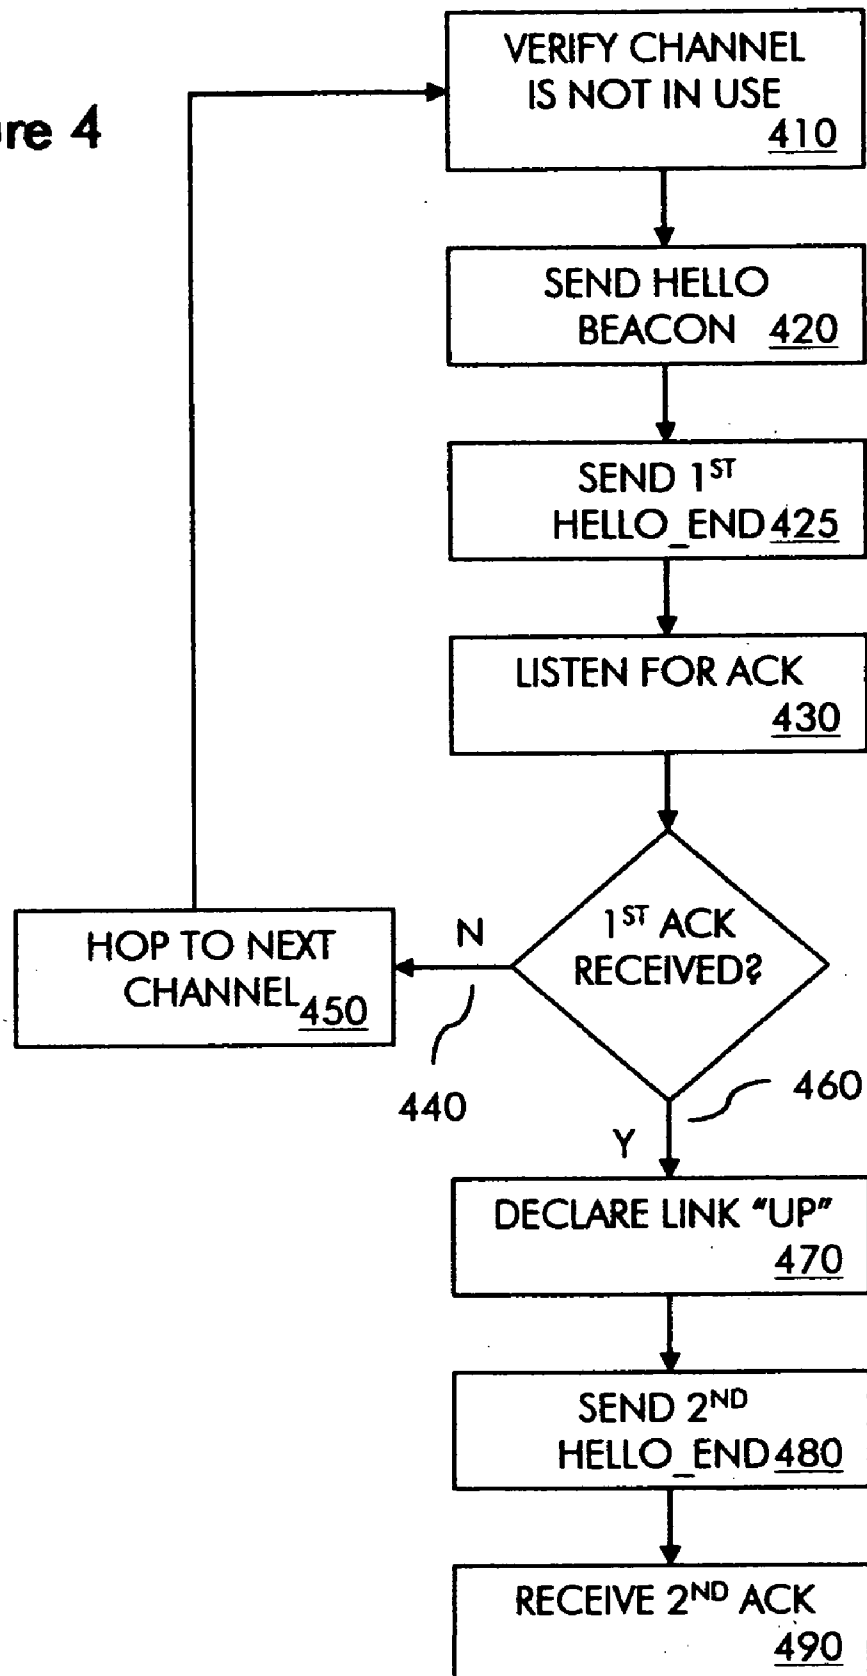 re 4
VERIFY CHANNEL
IS NOT IN USE
410
SEND HELLO
BEACON 420
SEND 1ST
HELLO_END 425
LISTEN FOR ACK
430
1ST ACK
RECEIVED?
N
HOP TO NEXT
CHANNEL 450
440
460
Y
DECLARE LINK "UP"
470
SEND 2ND
HELLO_END 480
RECEIVE 2ND ACK
490